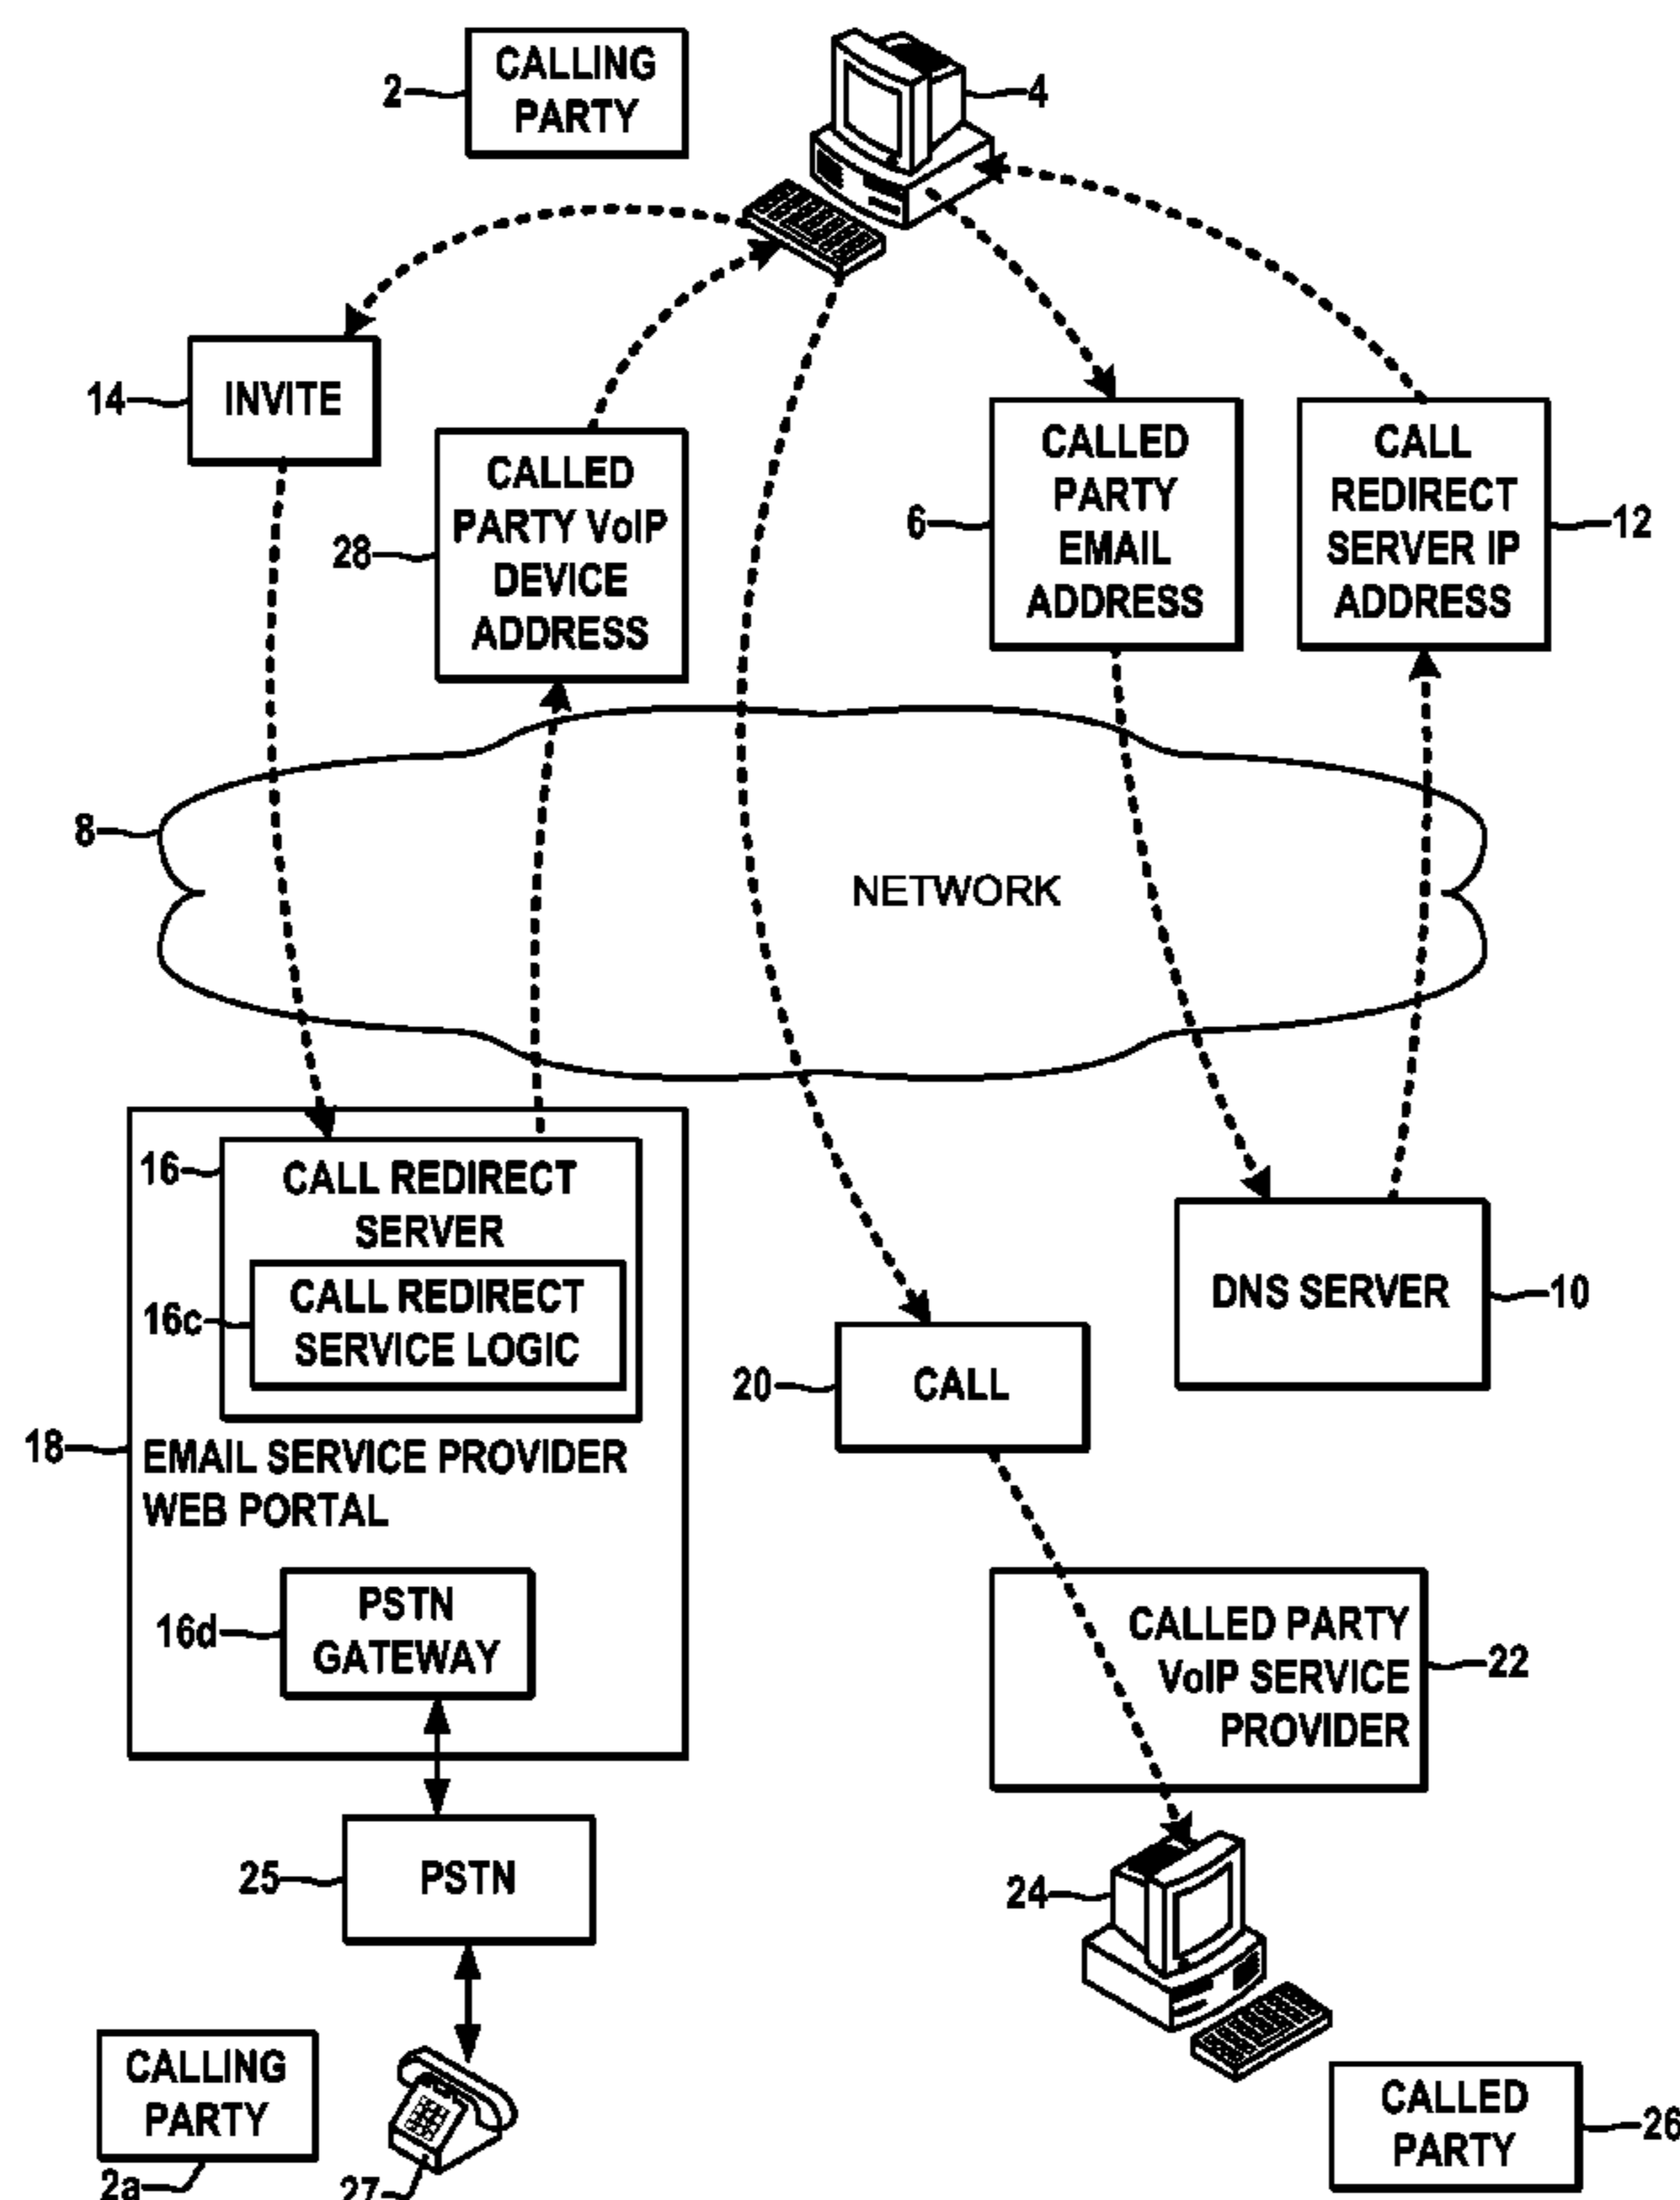 2
CALLING
PARTY
4
14
INVITE
28
CALLED
PARTY VoIP
DEVICE
ADDRESS
6
CALLED
PARTY
EMAIL
ADDRESS
CALL
REDIRECT
SERVER IP
ADDRESS
12
8
NETWORK
16
CALL REDIRECT
SERVER
16c
CALL REDIRECT
SERVICE LOGIC
18
EMAIL SERVICE PROVIDER
WEB PORTAL
16d
PSTN
GATEWAY
DNS SERVER
10
20
CALL
CALLED PARTY
VoIP SERVICE
PROVIDER
22
25
PSTN
24
CALLING
PARTY
2a
27
CALLED
PARTY
26